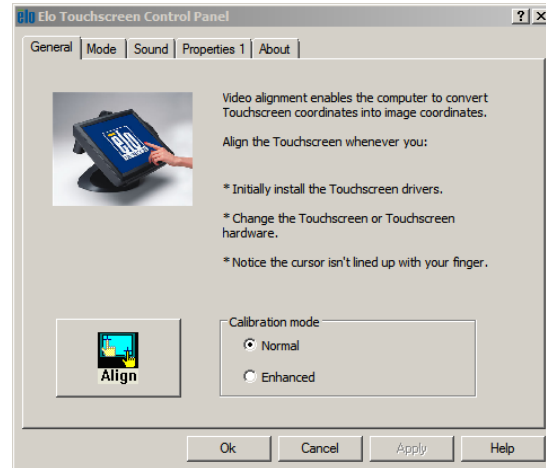 elo Elo Touchscreen Control Panel
General Mode Sound Properties 1 About
elo
Video alignment enables the computer to convert
Touchscreen coordinates into image coordinates.
Align the Touchscreen whenever you:
* Initially install the Touchscreen drivers.
* Change the Touchscreen or Touchscreen
hardware.
* Notice the cursor isn't lined up with your finger.
Align
Calibration mode
Normal
Enhanced
Ok Cancel Apply Help